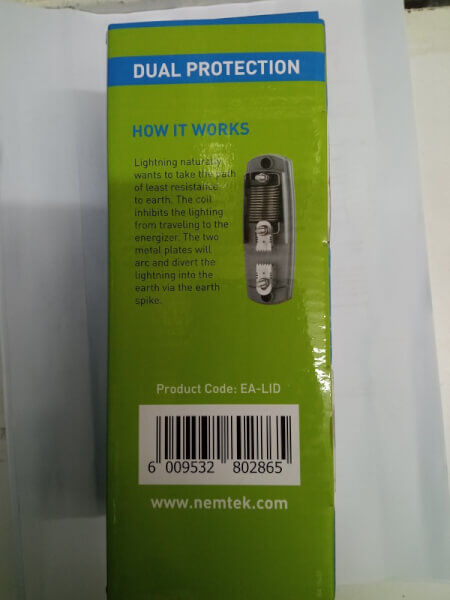 DUAL PROTECTION
HOW IT WORKS
Lightning naturally
wants to take the path
of least resistance
to earth. The coil
inhibits the lighting
from traveling to the
energizer. The two
metal plates will
arc and divert the
lightning into the
earth via the earth
spike.
Product Code: EA-LID
6 009532 802865
www.nemtek.com